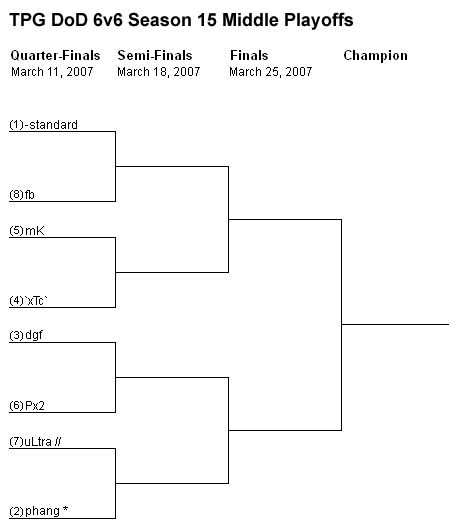 TPG DoD 6v6 Season 15 Middle Playoffs
Quarter-Finals Semi-Finals Finals Champion
March 11, 2007 March 18, 2007 March 25, 2007
(1)-standard
(8)fb
(5)mK
(4)`xTc`
(3)dgf
(6)Px2
(7)uLtra //
(2)phang *